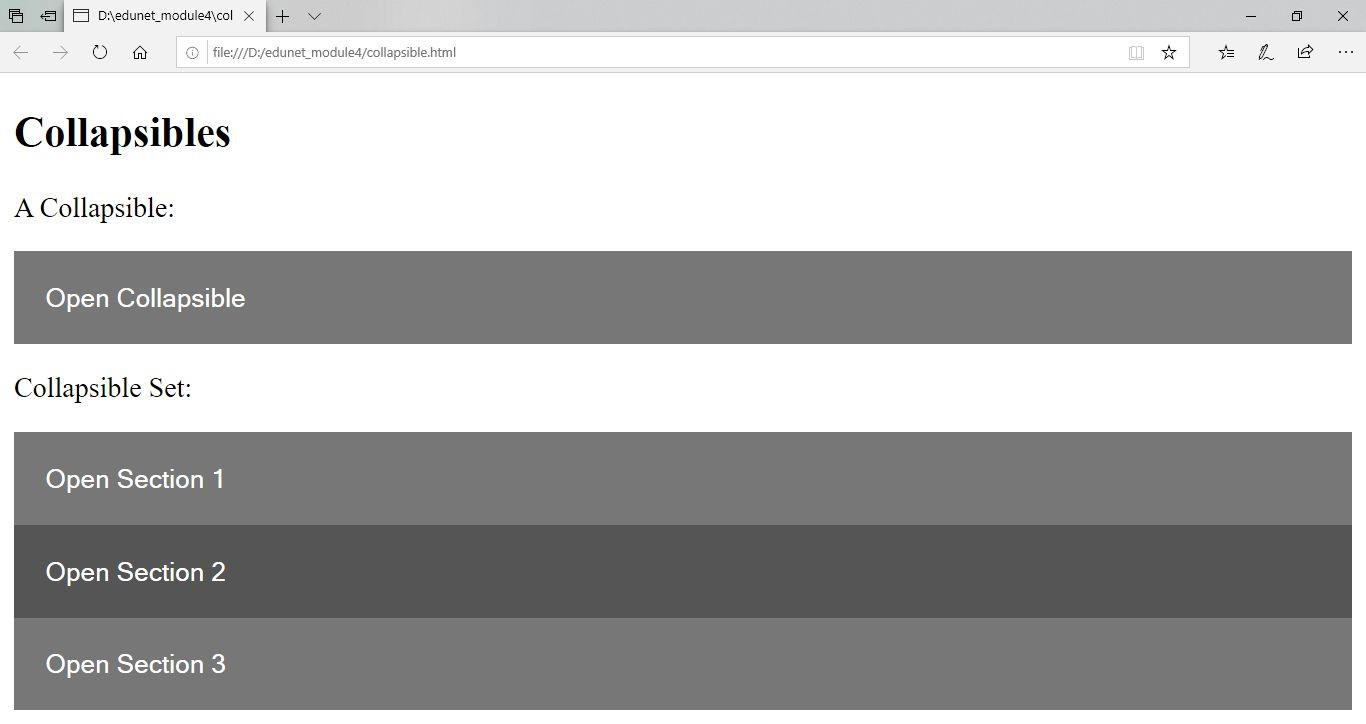 D:\edunet_module4\col
file:///D:/edunet_module4/collapsible.html
Collapsibles
A Collapsible:
Open Collapsible
Collapsible Set:
Open Section 1
Open Section 2
Open Section 3